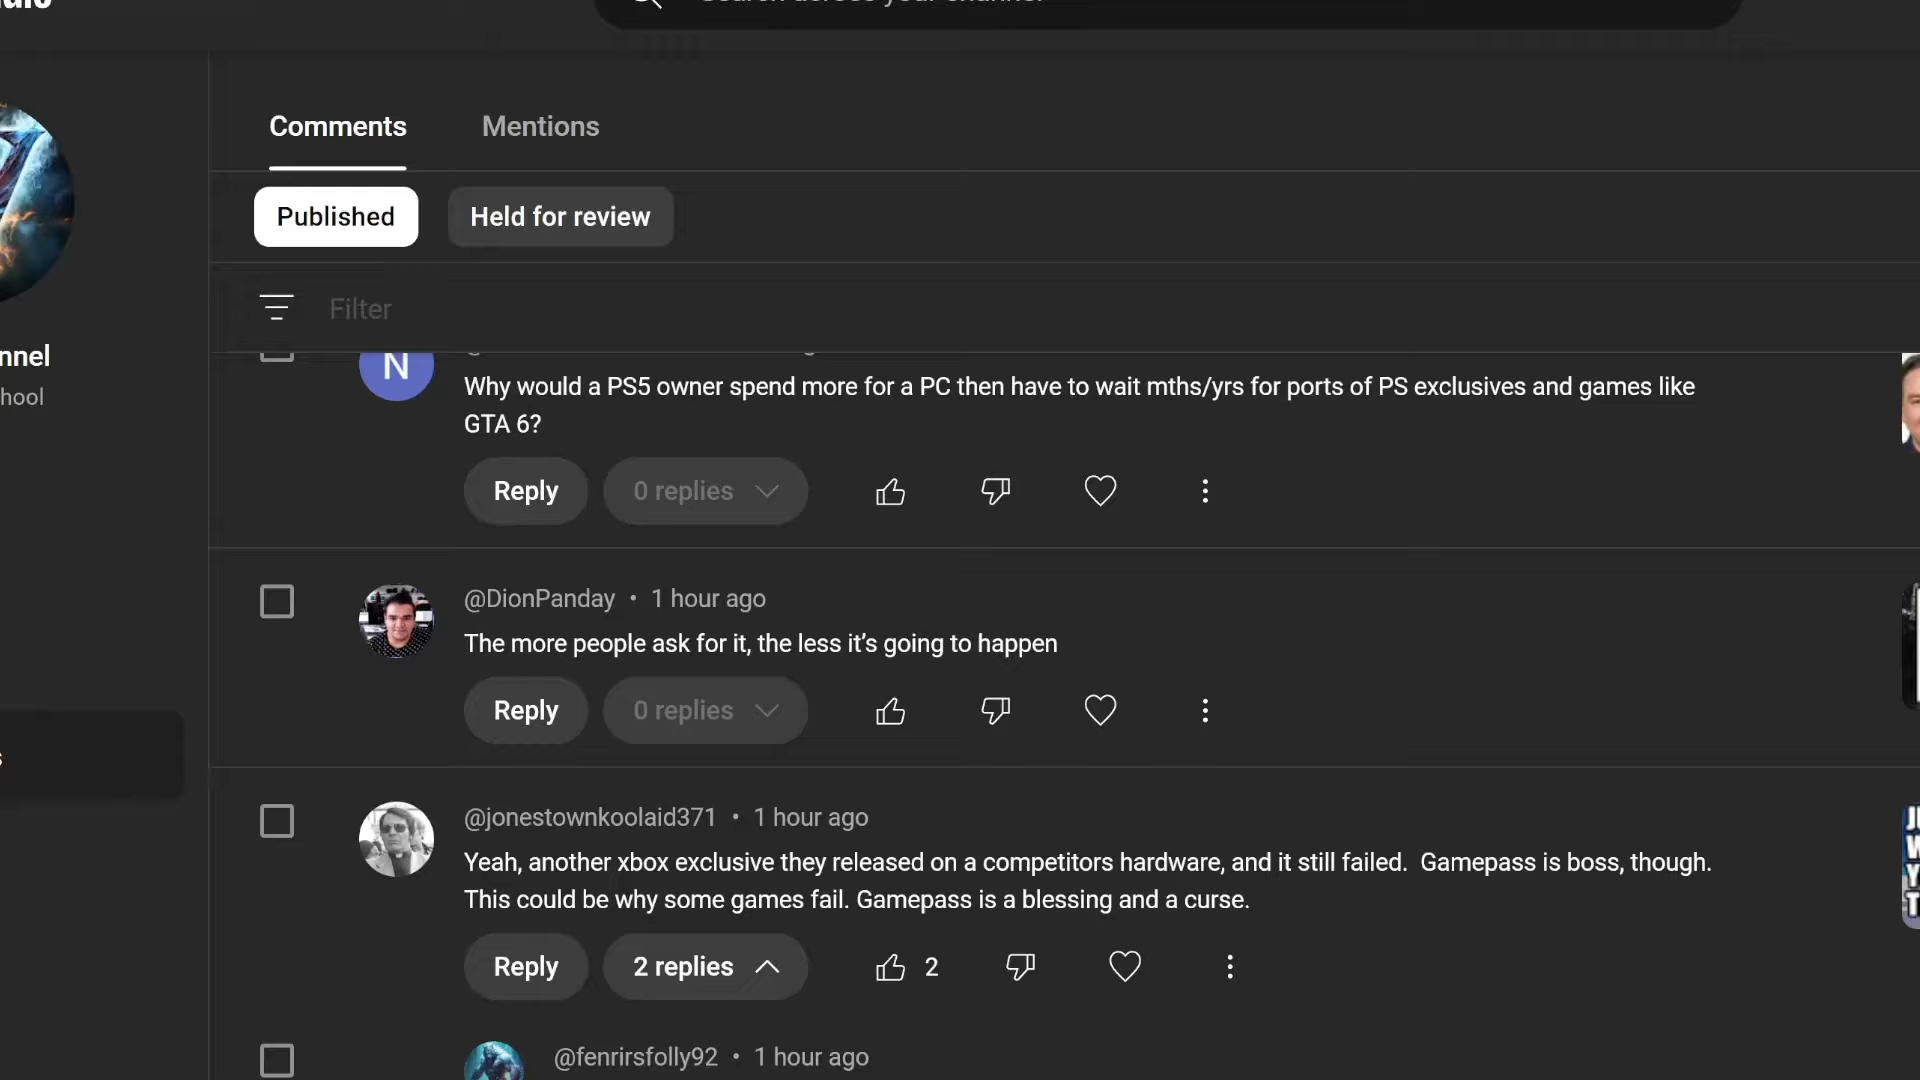 Comments
Mentions
Published
Held for review
Filter
nnel
hool
N
Why would a PS5 owner spend more for a PC then have to wait mths/yrs for ports of PS exclusives and games like
GTA 6?
Reply
0 replies
@DionPanday • 1 hour ago
The more people ask for it, the less it's going to happen
Reply
0 replies
@jonestownkoolaid371 • 1 hour ago
Yeah, another xbox exclusive they released on a competitors hardware, and it still failed.  Gamepass is boss, though.
This could be why some games fail. Gamepass is a blessing and a curse.
Reply
2 replies
2
@fenrirsfolly92 • 1 hour ago